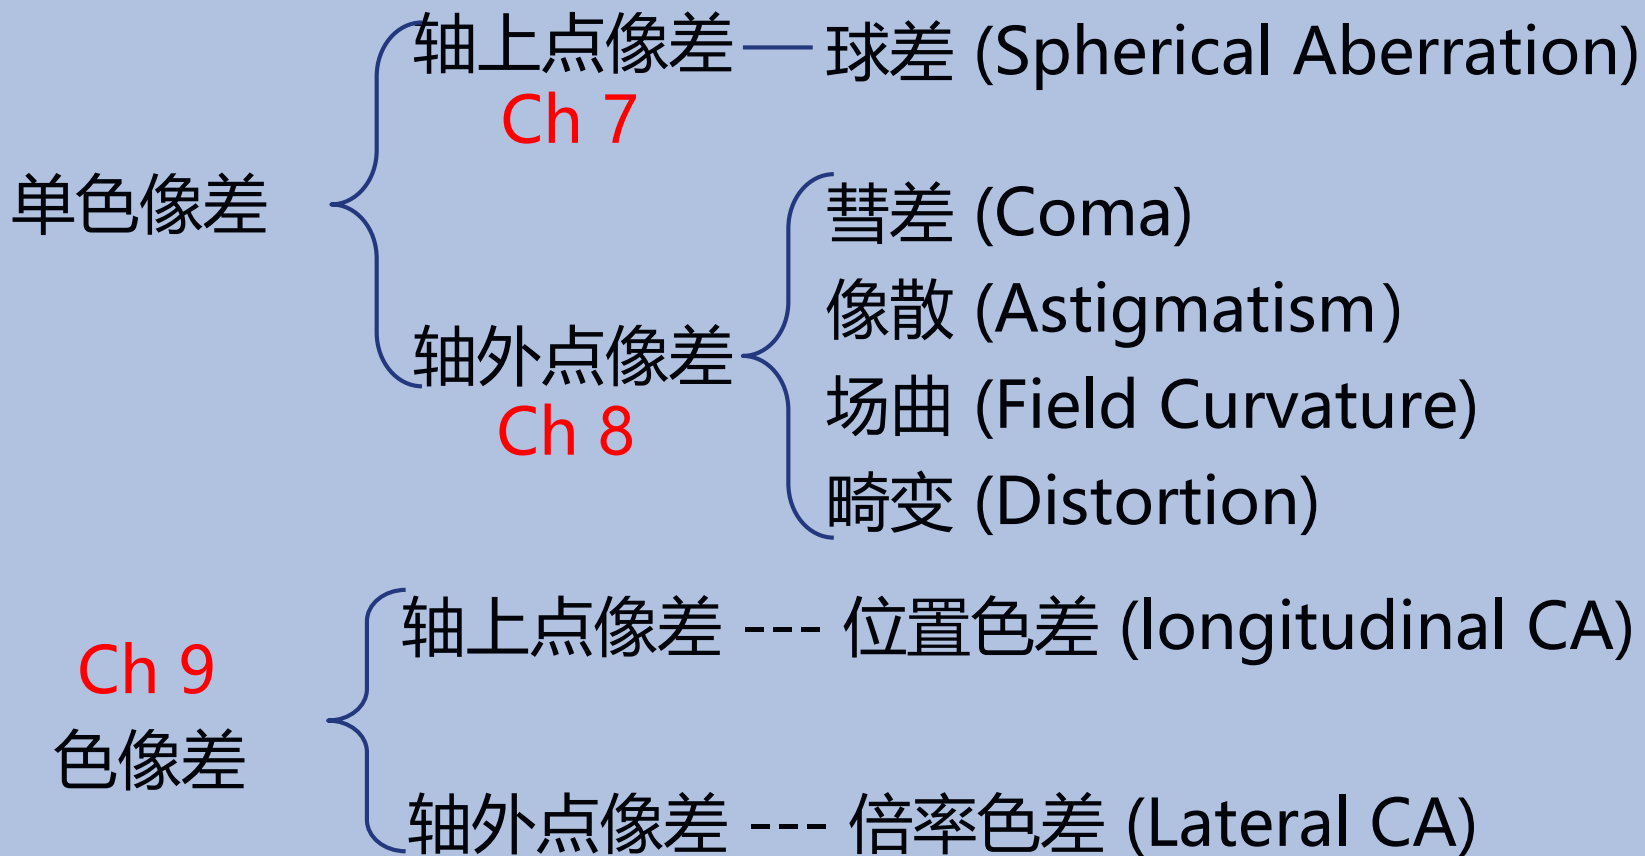 轴上点像差 — 球差 (Spherical Aberration)
Ch 7
单色像差
彗差 (Coma)
像散 (Astigmatism)
轴外点像差
场曲 (Field Curvature)
Ch 8
畸变 (Distortion)
轴上点像差 --- 位置色差 (longitudinal CA)
Ch 9
色像差
轴外点像差 --- 倍率色差 (Lateral CA)